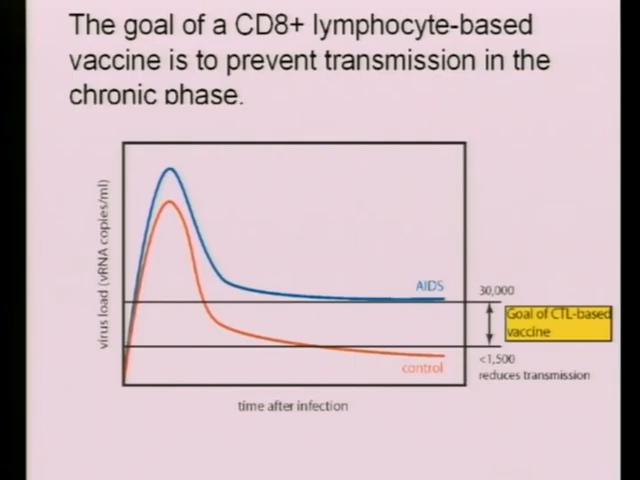 The goal of a CD8+ lymphocyte-based
vaccine is to prevent transmission in the
chronic phase.
virus load (vRNA copies/ml)
AIDS
30,000
Goal of CTL-based
vaccine
<1,500
reduces transmission
control
time after infection